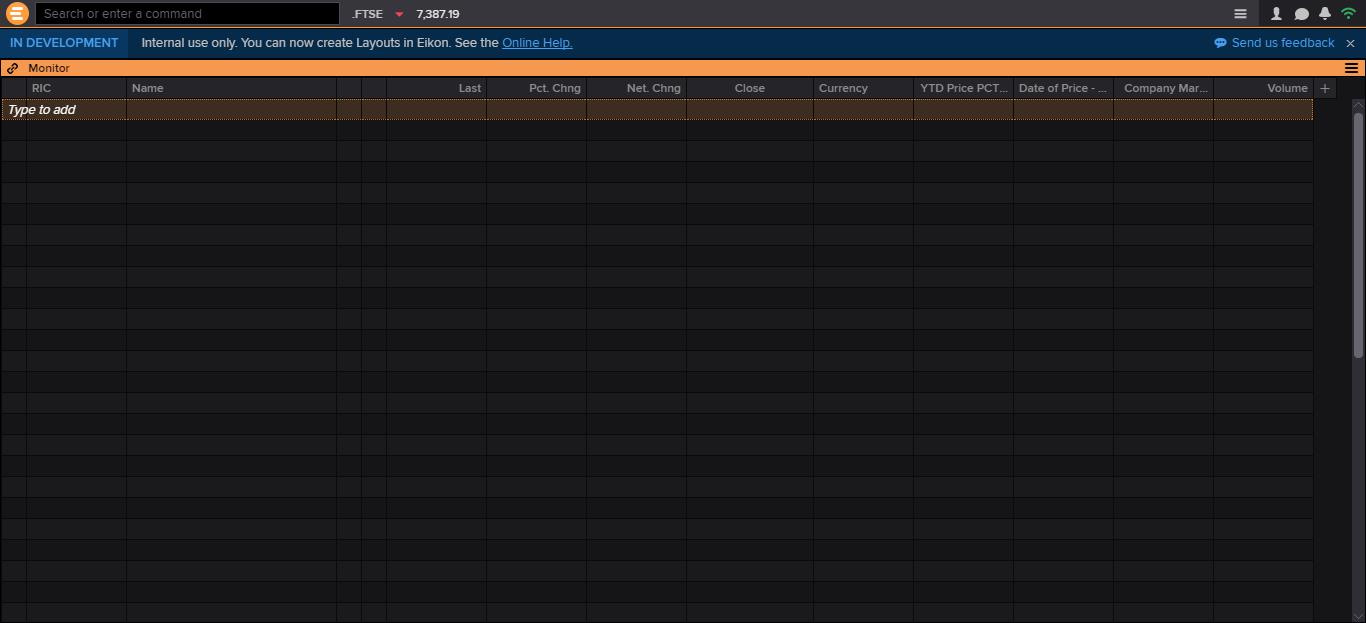 Search or enter a command .FTSE 7,387.19
IN DEVELOPMENT Internal use only. You can now create Layouts in Eikon. See the Online Help. Send us feedback
Monitor
RIC Name Last Pct. Chng Net. Chng Close Currency YTD Price PCT... Date of Price - ... Company Mar... Volume +
Type to add